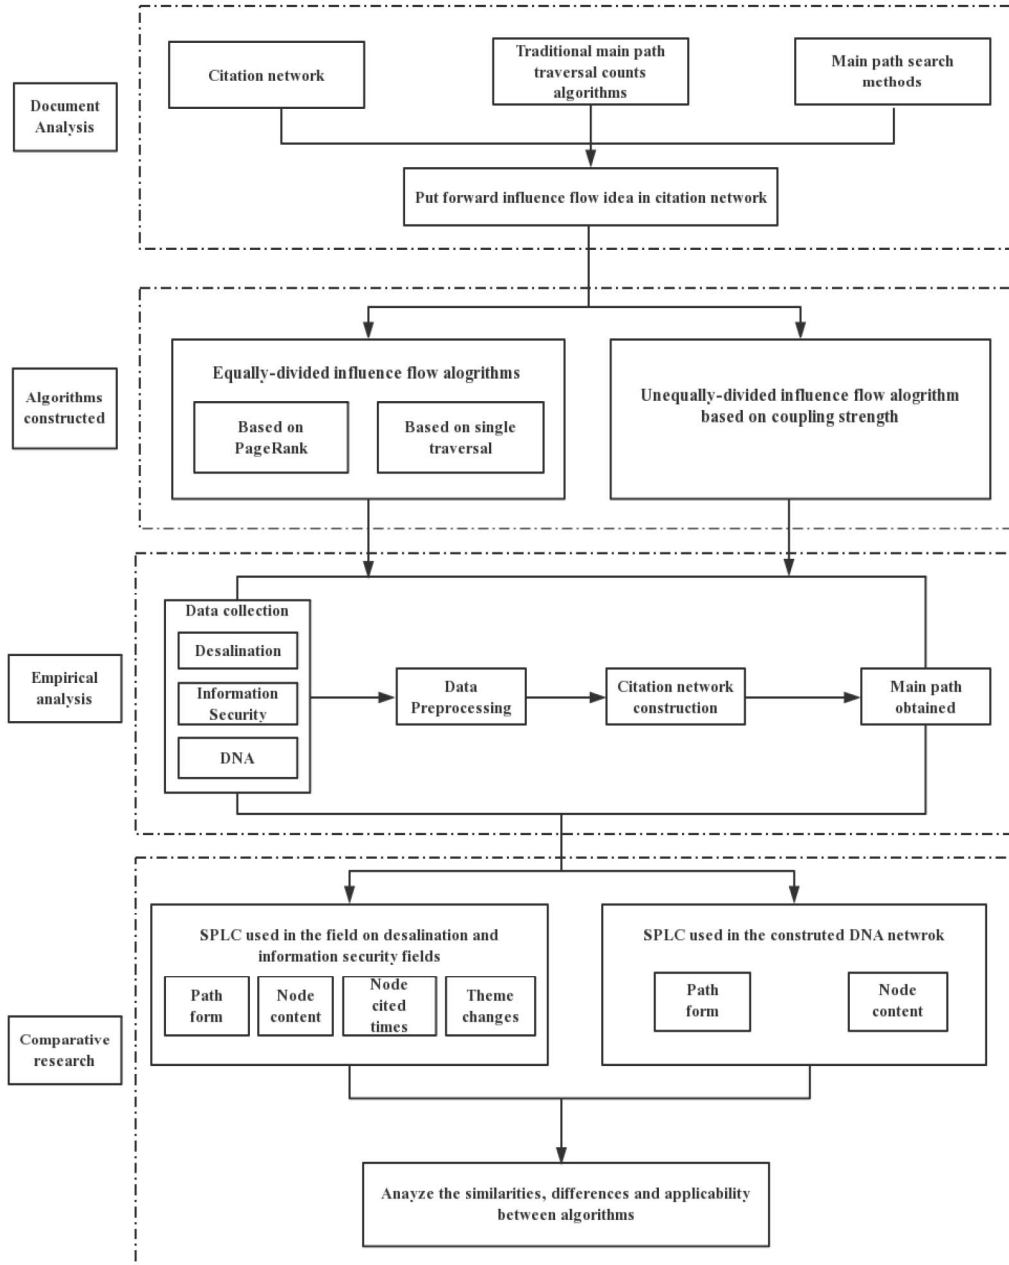 Document
Analysis
Citation network
Traditional main path
traversal counts
algorithms
Main path search
methods
Put forward influence flow idea in citation network
Algorithms
constructed
Equally-divided influence flow alogrithms
Based on
PageRank
Based on single
traversal
Unequally-divided influence flow alogrithm
based on coupling strength
Empirical
analysis
Data collection
Desalination
Information
Security
DNA
Data
Preprocessing
Citation network
construction
Main path
obtained
Comparative
research
SPLC used in the field on desalination and
information security fields
Path
form
Node
content
Node
cited
times
Theme
changes
SPLC used in the construted DNA netwrok
Path
form
Node
content
Anayze the similarities, differences and applicability
between algorithms